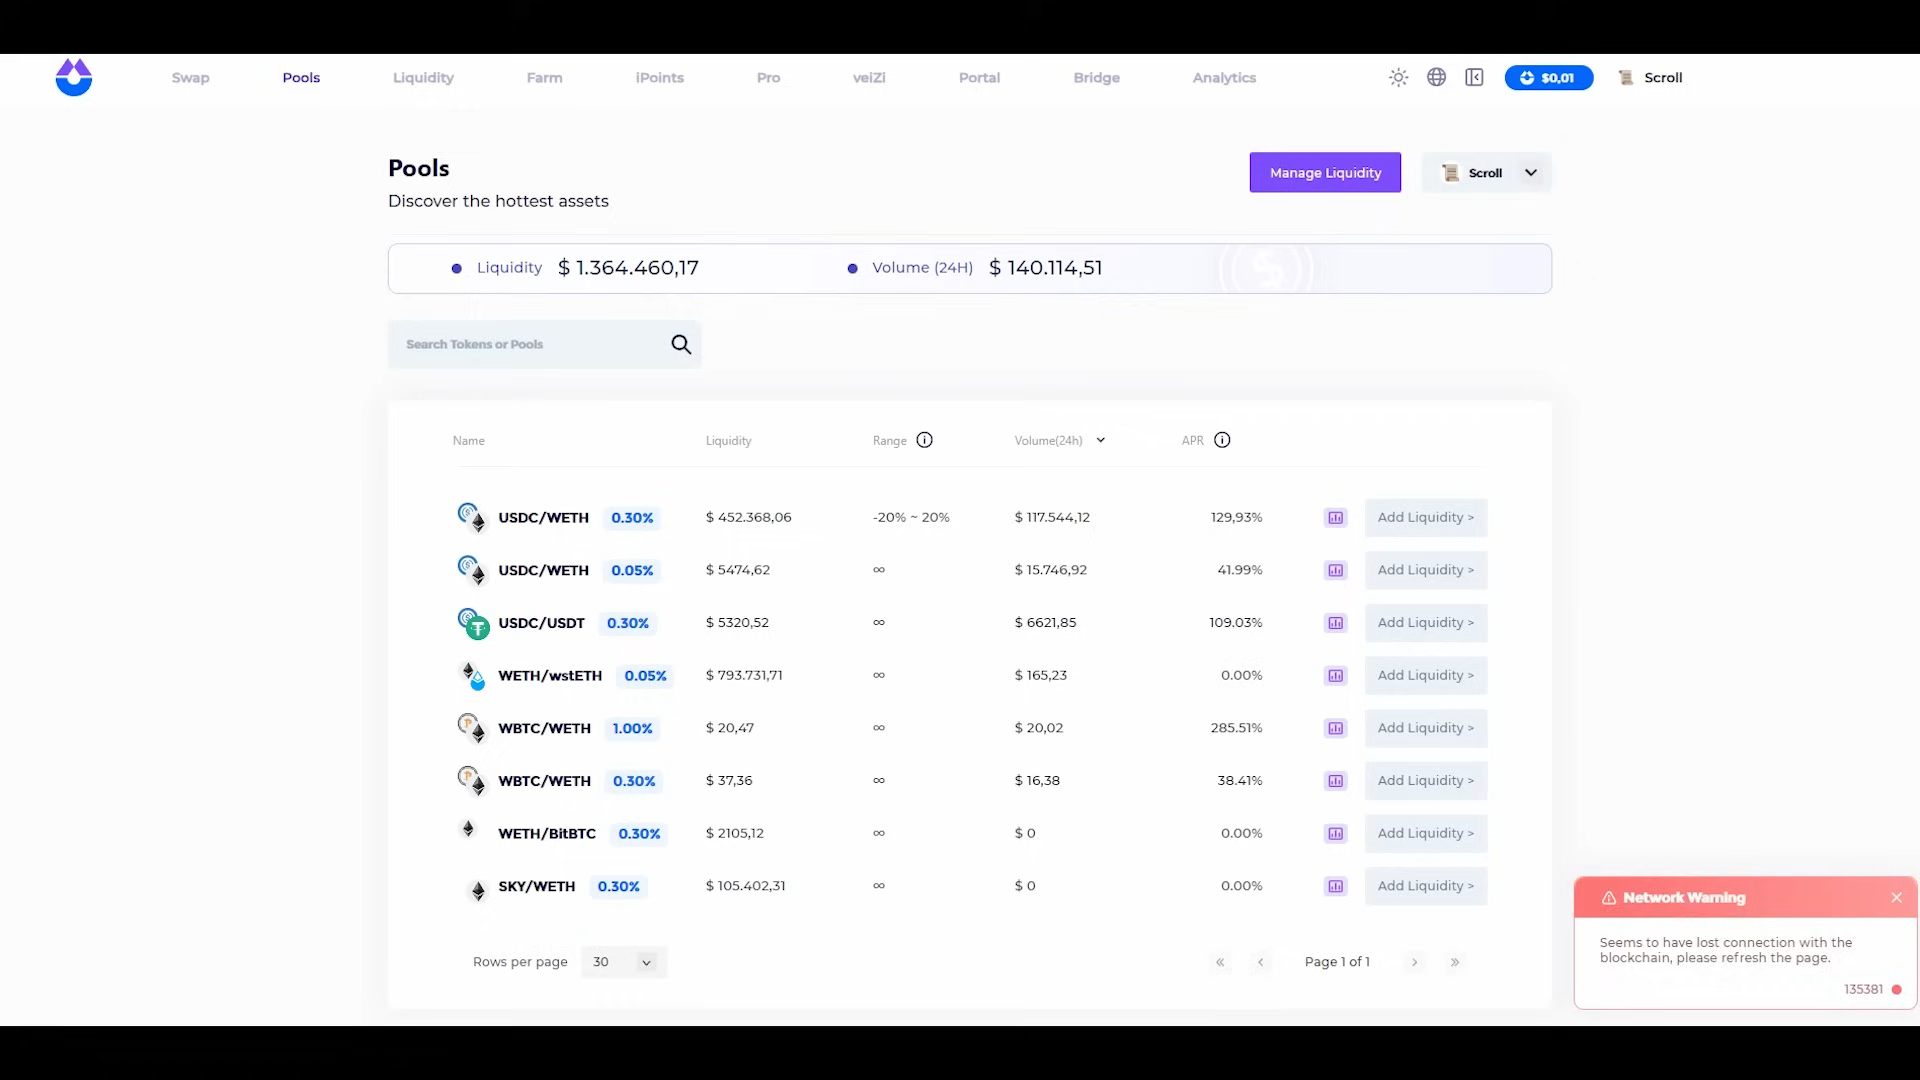 Swap Pools Liquidity Farm iPoints Pro veiZi Portal Bridge Analytics $0,01 Scroll
Pools
Discover the hottest assets
Manage Liquidity
Scroll
Liquidity $ 1.364.460,17 Volume (24H) $ 140.114,51
Search Tokens or Pools
Name Liquidity Range Volume(24h) APR
USDC/WETH 0.30% $ 452.368,06 -20% ~ 20% $ 117.544,12 129,93% Add Liquidity >
USDC/WETH 0.05% $ 5474,62 ∞ $ 15.746,92 41.99% Add Liquidity >
USDC/USDT 0.30% $ 5320,52 ∞ $ 6621,85 109.03% Add Liquidity >
WETH/wstETH 0.05% $ 793.731,71 ∞ $ 165,23 0.00% Add Liquidity >
WBTC/WETH 1.00% $ 20,47 ∞ $ 20,02 285.51% Add Liquidity >
WBTC/WETH 0.30% $ 37,36 ∞ $ 16,38 38.41% Add Liquidity >
WETH/BitBTC 0.30% $ 2105,12 ∞ $ 0 0.00% Add Liquidity >
SKY/WETH 0.30% $ 105.402,31 ∞ $ 0 0.00% Add Liquidity >
Rows per page 30 « ‹ Page 1 of 1 › »
Network Warning
Seems to have lost connection with the
blockchain, please refresh the page.
135381